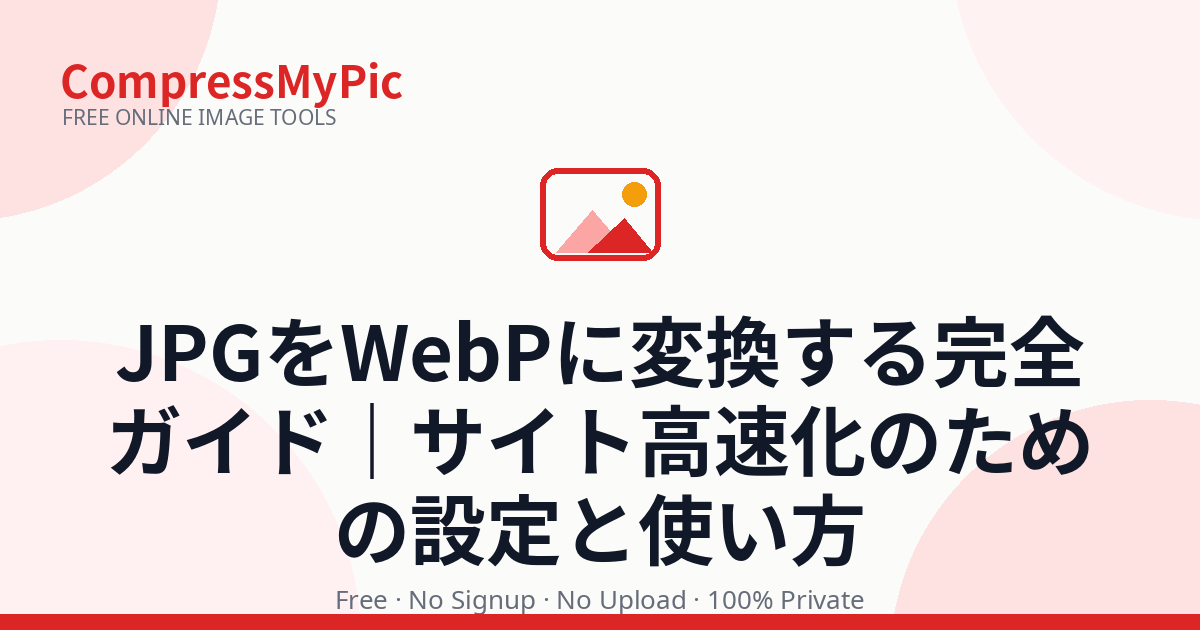 CompressMyPic
FREE ONLINE IMAGE TOOLS
JPGをWebPに変換する完全
ガイド｜サイト高速化のため
の設定と使い方
Free · No Signup · No Upload · 100% Private